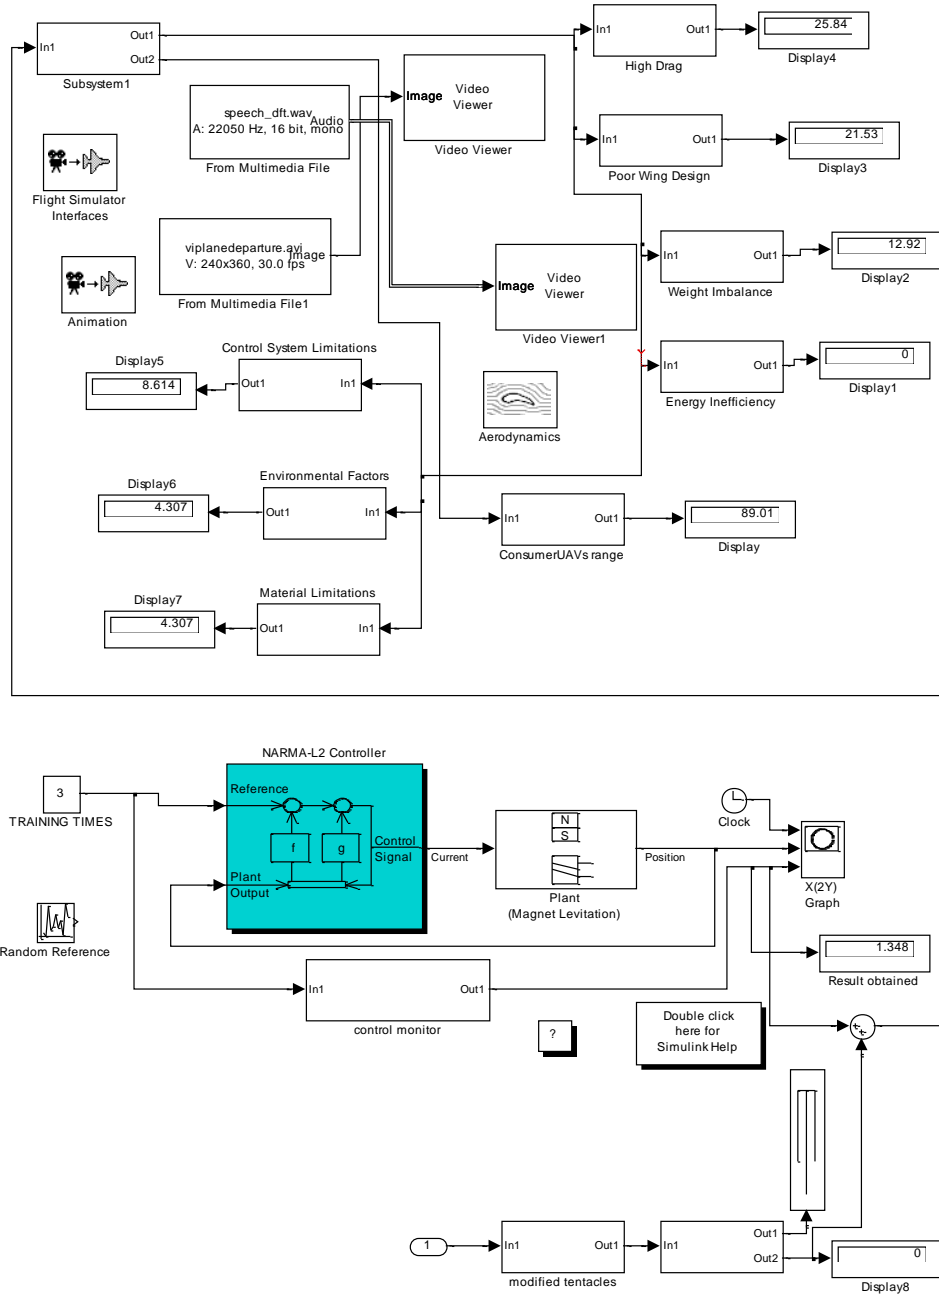 In1
Out1
Out2
Subsystem1
In1
Out1
High Drag
25.84
Display4
speech_dft.wav
A: 22050 Hz, 16 bit, mono
Audio
From Multimedia File
Image
Video
Viewer
Video Viewer
In1
Out1
Poor Wing Design
21.53
Display3
Flight Simulator
Interfaces
viplanedeparture.avi
V: 240x360, 30.0 fps
Image
From Multimedia File1
Animation
Image
Video
Viewer
Video Viewer1
In1
Out1
Weight Imbalance
12.92
Display2
In1
Out1
Energy Inefficiency
0
Display1
Control System Limitations
Display5
8.614
Out1
In1
Aerodynamics
Environmental Factors
Display6
4.307
Out1
In1
In1
Out1
ConsumerUAVs range
89.01
Display
Material Limitations
Display7
4.307
Out1
In1
NARMA-L2 Controller
3
TRAINING TIMES
Reference
f
g
Control
Signal
Plant
Output
Current
N
S
Plant
(Magnet Levitation)
Position
Clock
X(2Y)
Graph
Random Reference
In1
Out1
control monitor
1.348
Result obtained
?
Double click
here for
Simulink Help
++
1
In1
Out1
modified tentacles
In1
Out1
Out2
0
Display8